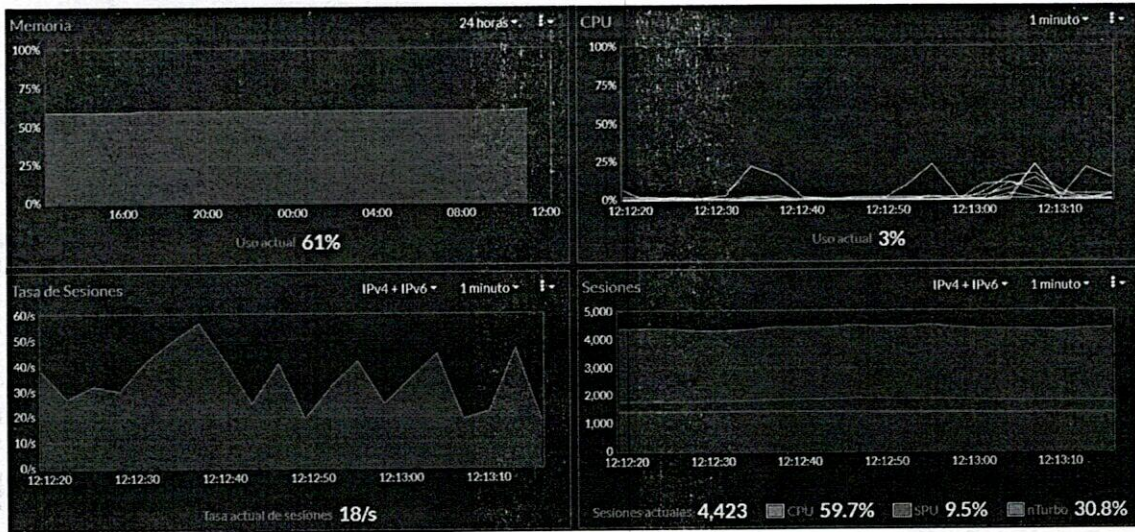 Memoria 24 horas
100%
75%
50%
25%
0%
16:00 20:00 00:00 04:00 08:00 12:00
Uso actual 61%
CPU 1 minuto
100%
75%
50%
25%
0%
12:12:20 12:12:30 12:12:40 12:12:50 12:13:00 12:13:10
Uso actual 3%
Tasa de Sesiones IPv4 + IPv6 1 minuto
60/s
50/s
40/s
30/s
20/s
10/s
0/s
12:12:20 12:12:30 12:12:40 12:12:50 12:13:00 12:13:10
Tasa actual de sesiones 18/s
Sesiones IPv4 + IPv6 1 minuto
5,000
4,000
3,000
2,000
1,000
0
12:12:20 12:12:30 12:12:40 12:12:50 12:13:00 12:13:10
Sesiones actuales 4,423 CPU 59.7% SPU 9.5% nTurbo 30.8%